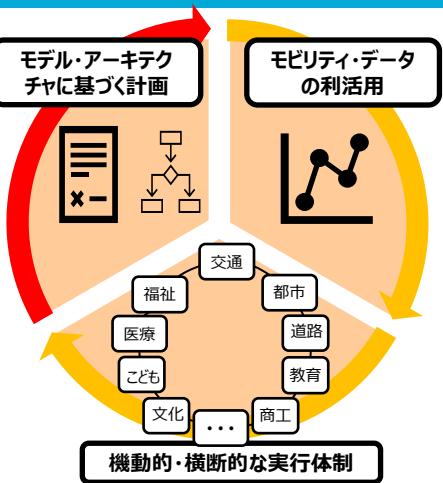 モデル・アーキテク
チャに基づく計画
モビリティ・データ
の利活用
交通
福祉
都市
医療
道路
こども
教育
文化
商工
・・・
機動的・横断的な実行体制